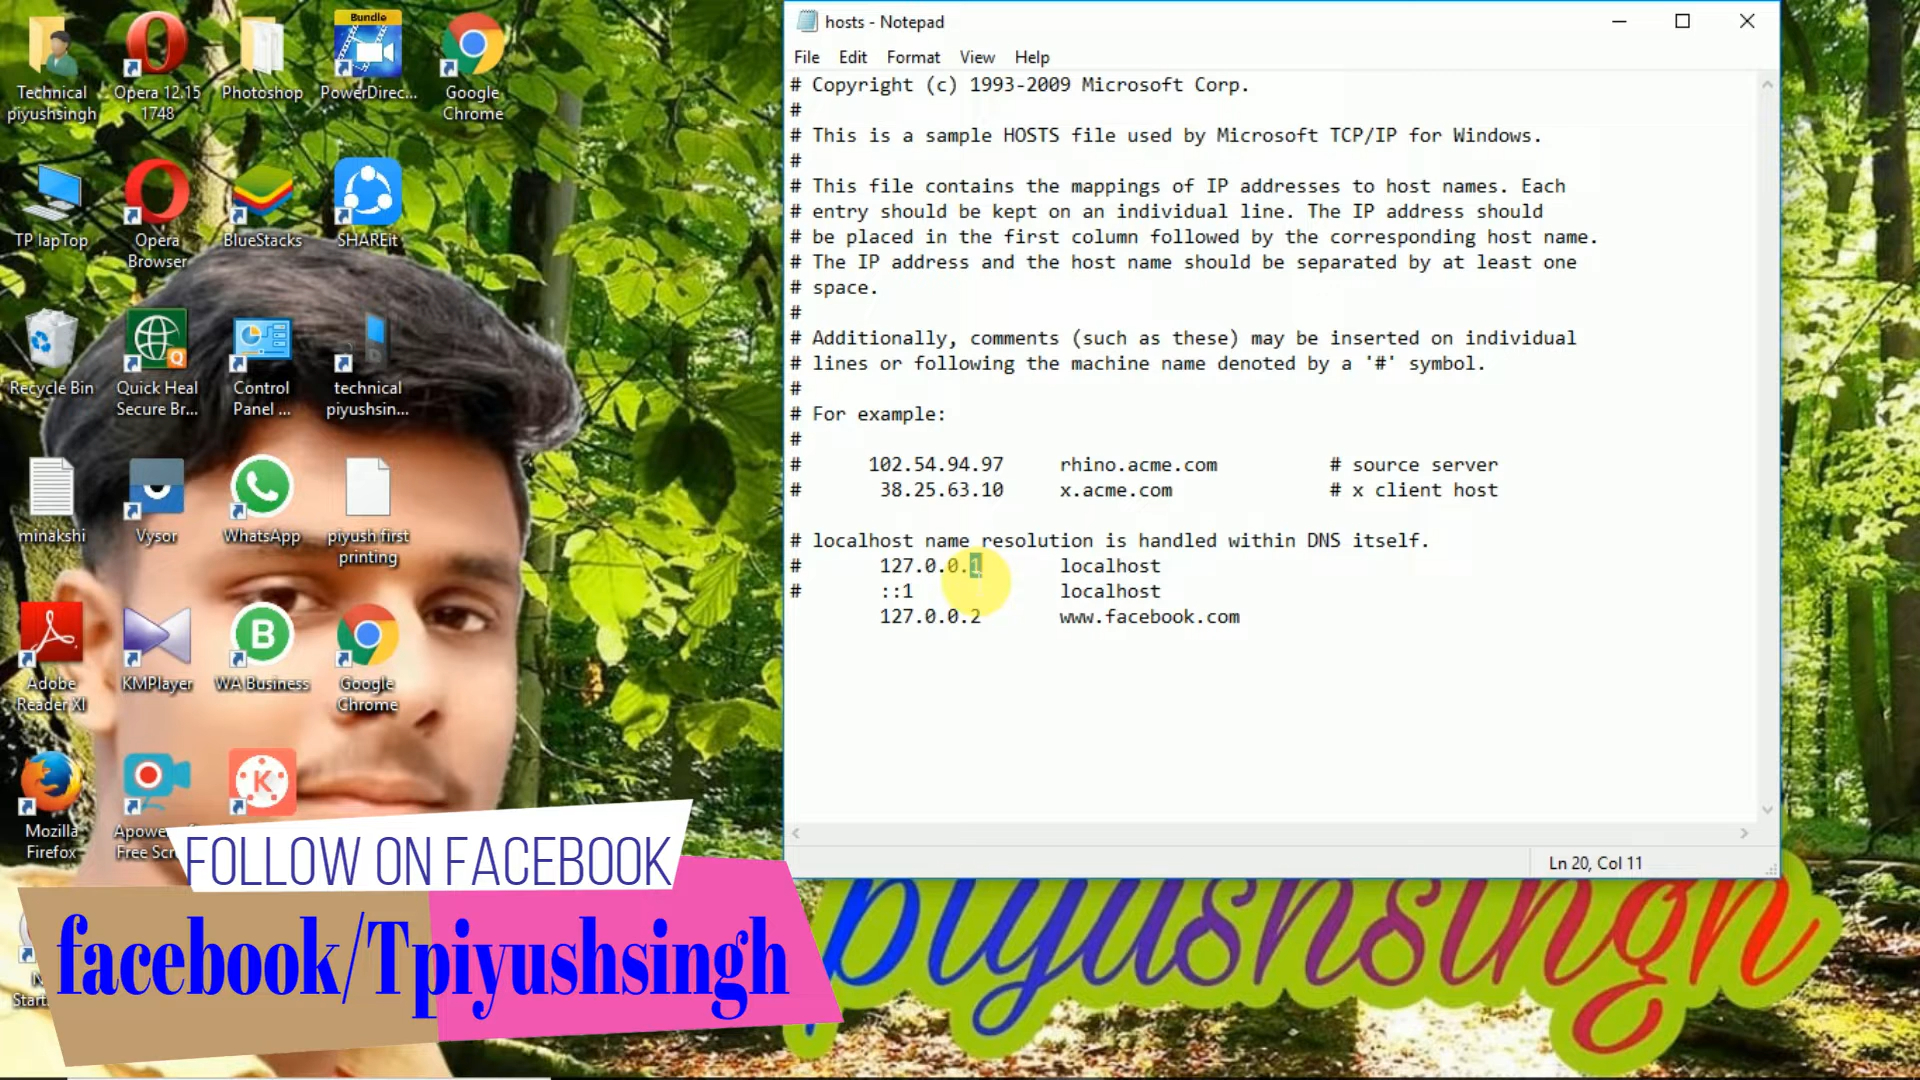 Technical
piyushsingh
Opera 12.15
1748
Photoshop
Bundle
PowerDirec...
Google
Chrome
TP lapTop
Opera
Browser
BlueStacks
SHAREit
Recycle Bin
Quick Heal
Secure Br...
Control
Panel ...
technical
piyushsin...
minakshi
Vysor
WhatsApp
piyush first
printing
Adobe
Reader XI
KMPlayer
WA Business
Google
Chrome
Mozilla
Firefox
Apowe
Free Scr
FOLLOW ON FACEBOOK
facebook/Tpiyushsingh
hosts - Notepad
File Edit Format View Help
# Copyright (c) 1993-2009 Microsoft Corp.
#
# This is a sample HOSTS file used by Microsoft TCP/IP for Windows.
#
# This file contains the mappings of IP addresses to host names. Each
# entry should be kept on an individual line. The IP address should
# be placed in the first column followed by the corresponding host name.
# The IP address and the host name should be separated by at least one
# space.
#
# Additionally, comments (such as these) may be inserted on individual
# lines or following the machine name denoted by a '#' symbol.
#
# For example:
#
# 102.54.94.97 rhino.acme.com # source server
# 38.25.63.10 x.acme.com # x client host
# localhost name resolution is handled within DNS itself.
# 127.0.0.1 localhost
# ::1 localhost
127.0.0.2 www.facebook.com
Ln 20, Col 11
piyushsingh